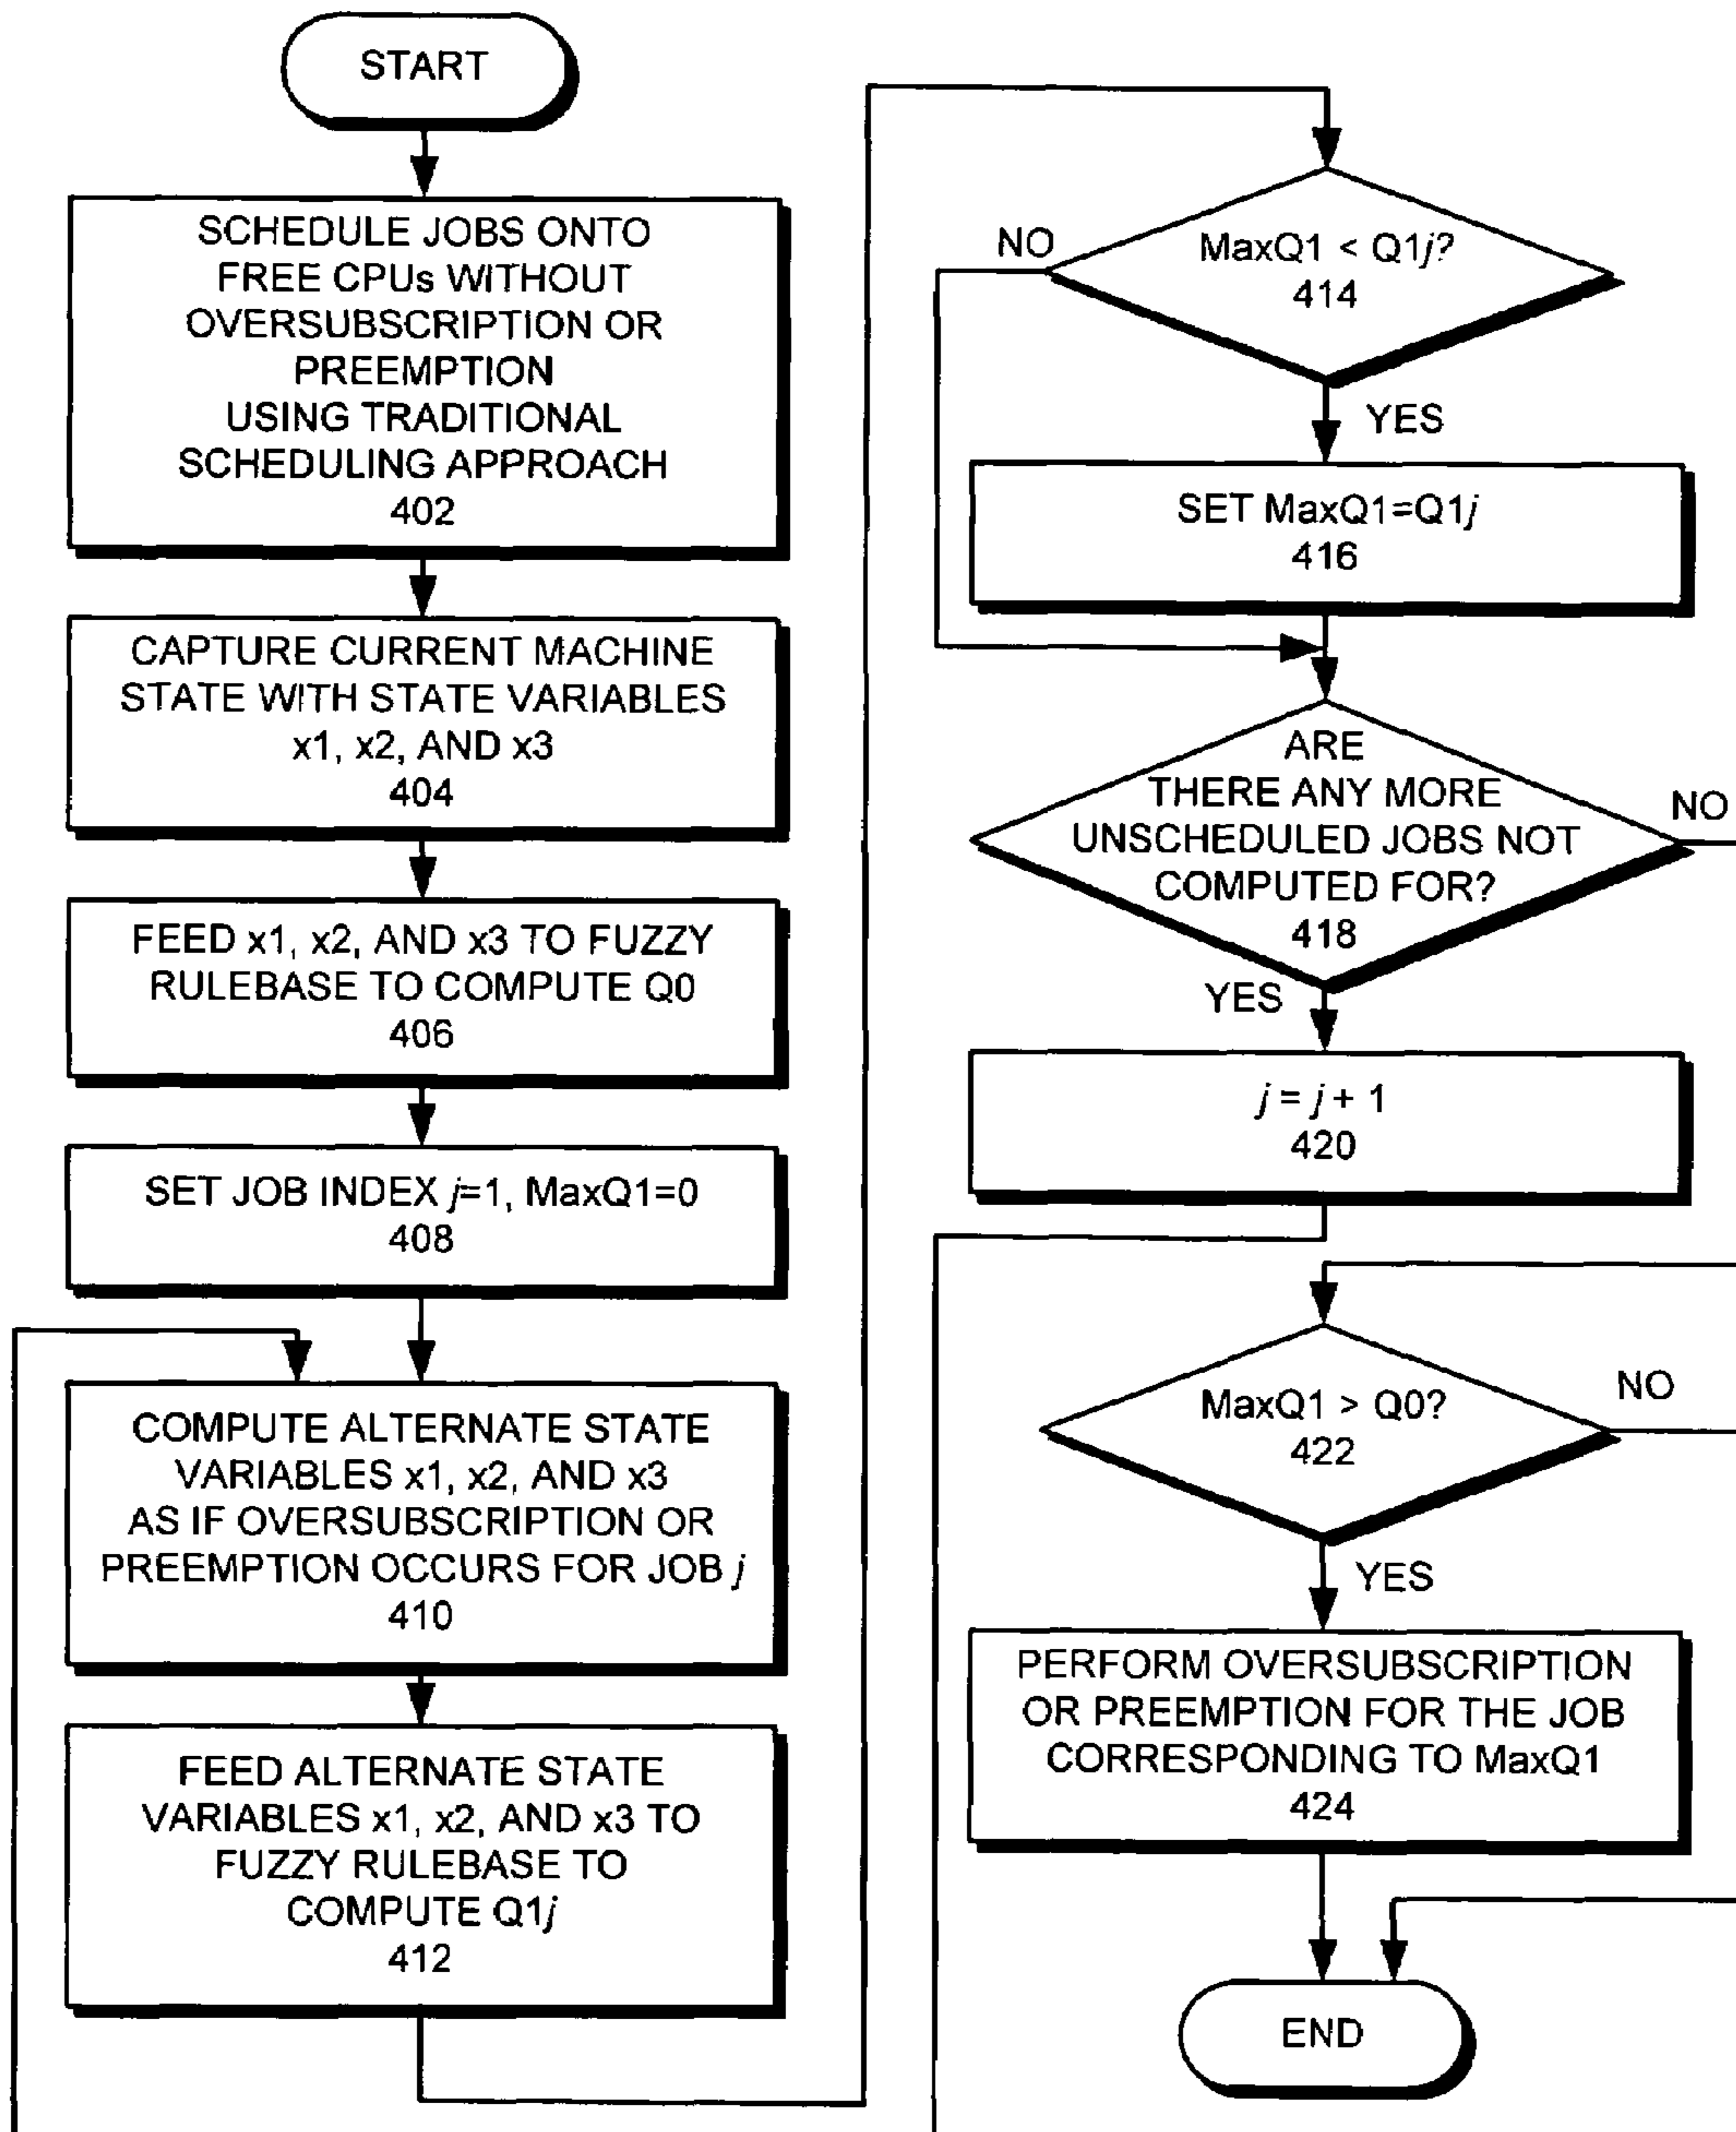 START
SCHEDULE JOBS ONTO
FREE CPUs WITHOUT
OVERSUBSCRIPTION OR
PREEMPTION
USING TRADITIONAL
SCHEDULING APPROACH
402
CAPTURE CURRENT MACHINE
STATE WITH STATE VARIABLES
x1, x2, AND x3
404
FEED x1, x2, AND x3 TO FUZZY
RULEBASE TO COMPUTE Q0
406
SET JOB INDEX j=1, MaxQ1=0
408
COMPUTE ALTERNATE STATE
VARIABLES x1, x2, AND x3
AS IF OVERSUBSCRIPTION OR
PREEMPTION OCCURS FOR JOB j
410
FEED ALTERNATE STATE
VARIABLES x1, x2, AND x3 TO
FUZZY RULEBASE TO
COMPUTE Q1j
412
NO
MaxQ1 < Q1j?
414
YES
SET MaxQ1=Q1j
416
ARE
THERE ANY MORE
UNSCHEDULED JOBS NOT
COMPUTED FOR?
418
NO
YES
j = j + 1
420
MaxQ1 > Q0?
422
NO
YES
PERFORM OVERSUBSCRIPTION
OR PREEMPTION FOR THE JOB
CORRESPONDING TO MaxQ1
424
END